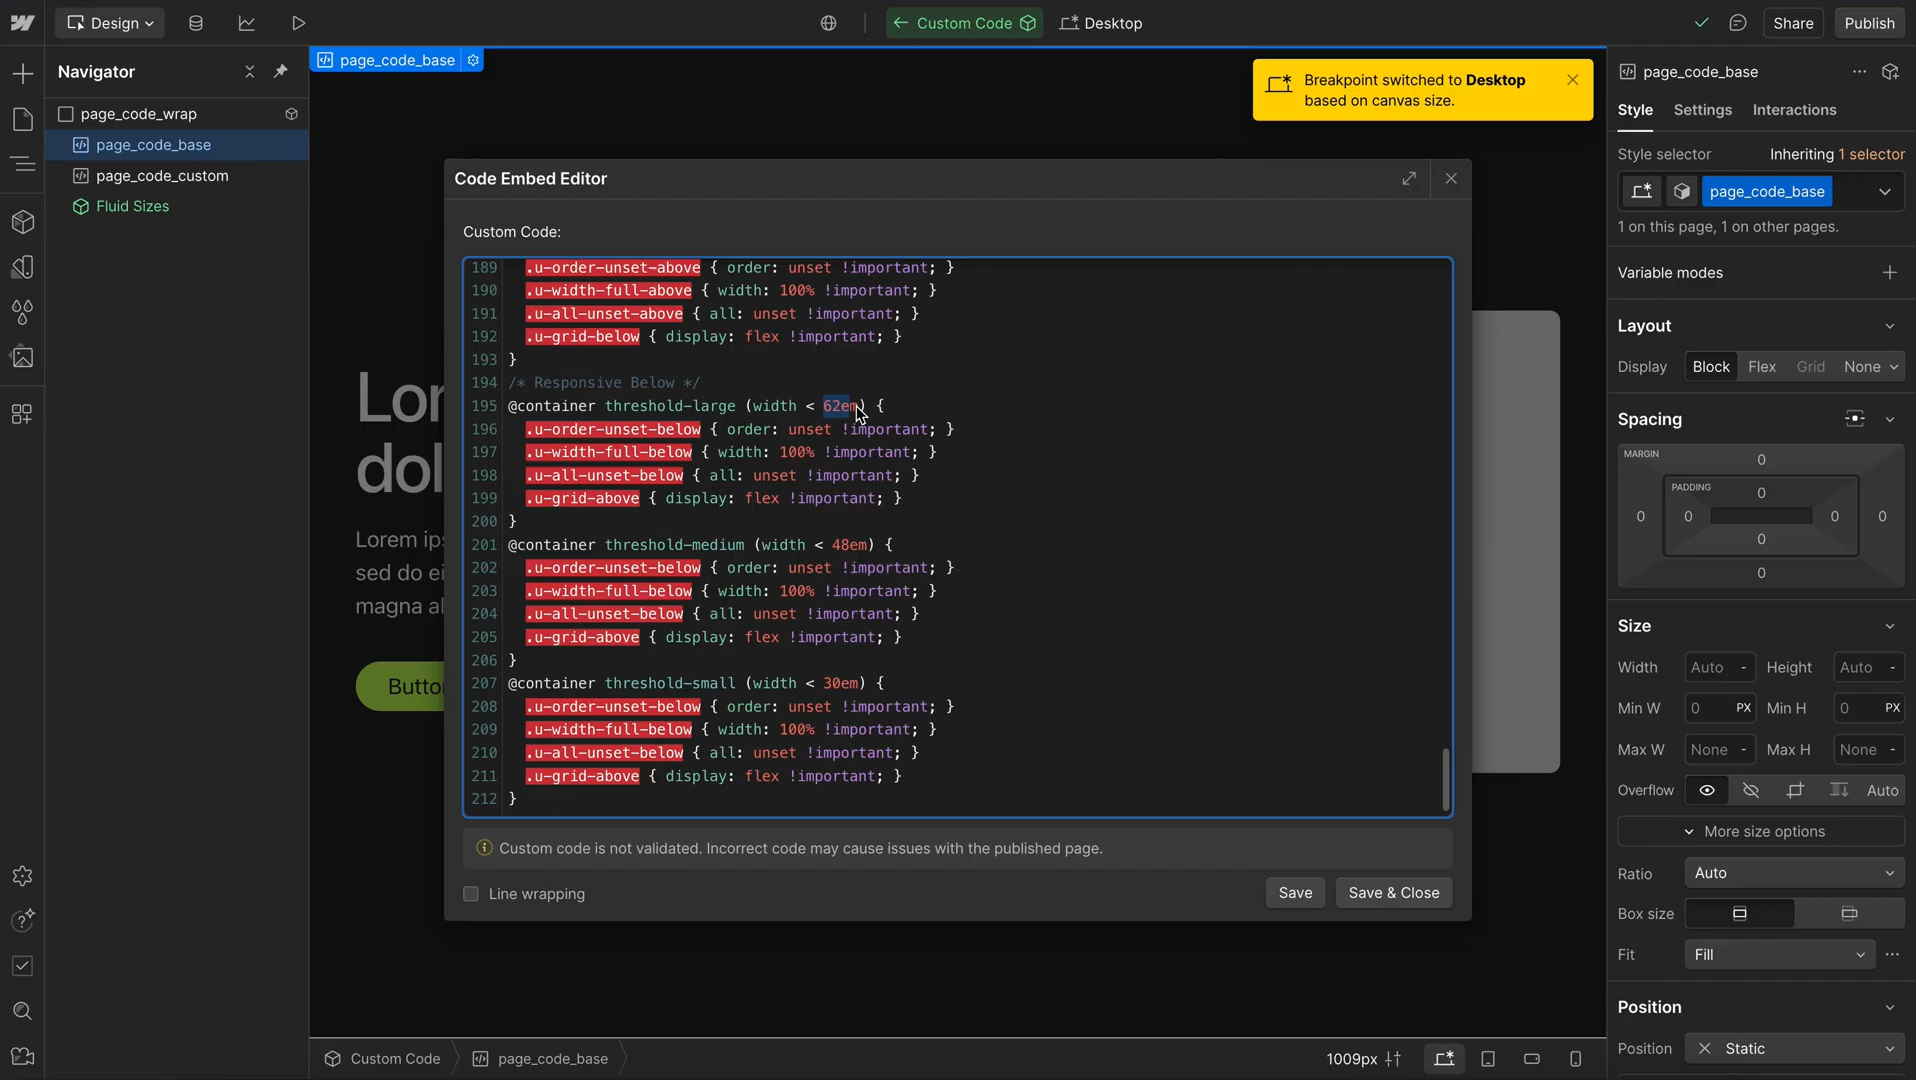 Design
Custom Code
Desktop
Share
Publish
Navigator
page_code_wrap
page_code_base
page_code_custom
Fluid Sizes
page_code_base
Breakpoint switched to Desktop
based on canvas size.
Lor
dol
Lorem ips
sed do ei
magna al
Button
Code Embed Editor
Custom Code:
189 .u-order-unset-above { order: unset !important; }
190 .u-width-full-above { width: 100% !important; }
191 .u-all-unset-above { all: unset !important; }
192 .u-grid-below { display: flex !important; }
193 }
194 /* Responsive Below */
195 @container threshold-large (width < 62em) {
196 .u-order-unset-below { order: unset !important; }
197 .u-width-full-below { width: 100% !important; }
198 .u-all-unset-below { all: unset !important; }
199 .u-grid-above { display: flex !important; }
200 }
201 @container threshold-medium (width < 48em) {
202 .u-order-unset-below { order: unset !important; }
203 .u-width-full-below { width: 100% !important; }
204 .u-all-unset-below { all: unset !important; }
205 .u-grid-above { display: flex !important; }
206 }
207 @container threshold-small (width < 30em) {
208 .u-order-unset-below { order: unset !important; }
209 .u-width-full-below { width: 100% !important; }
210 .u-all-unset-below { all: unset !important; }
211 .u-grid-above { display: flex !important; }
212 }
Custom code is not validated. Incorrect code may cause issues with the published page.
Line wrapping
Save
Save & Close
Custom Code
page_code_base
1009px
page_code_base
Style Settings Interactions
Style selector Inheriting 1 selector
page_code_base
1 on this page, 1 on other pages.
Variable modes
Layout
Display Block Flex Grid None
Spacing
MARGIN 0
PADDING 0
0 0 0 0
0
0
Size
Width Auto - Height Auto -
Min W 0 PX Min H 0 PX
Max W None - Max H None -
Overflow Auto
More size options
Ratio Auto
Box size
Fit Fill
Position
Position Static